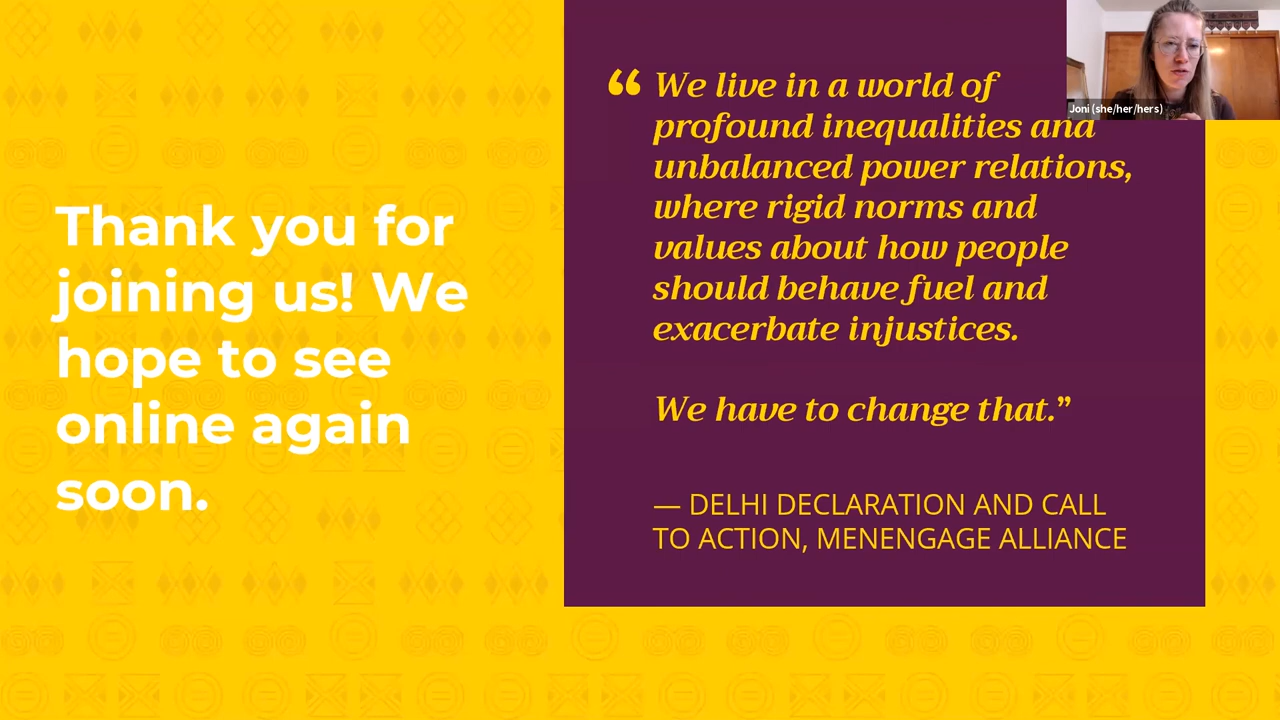 Thank you for
joining us! We
hope to see
online again
soon.
“ We live in a world of
profound inequalities and
unbalanced power relations,
where rigid norms and
values about how people
should behave fuel and
exacerbate injustices.
We have to change that.”
— DELHI DECLARATION AND CALL
TO ACTION, MENENGAGE ALLIANCE
Joni (she/her/hers)